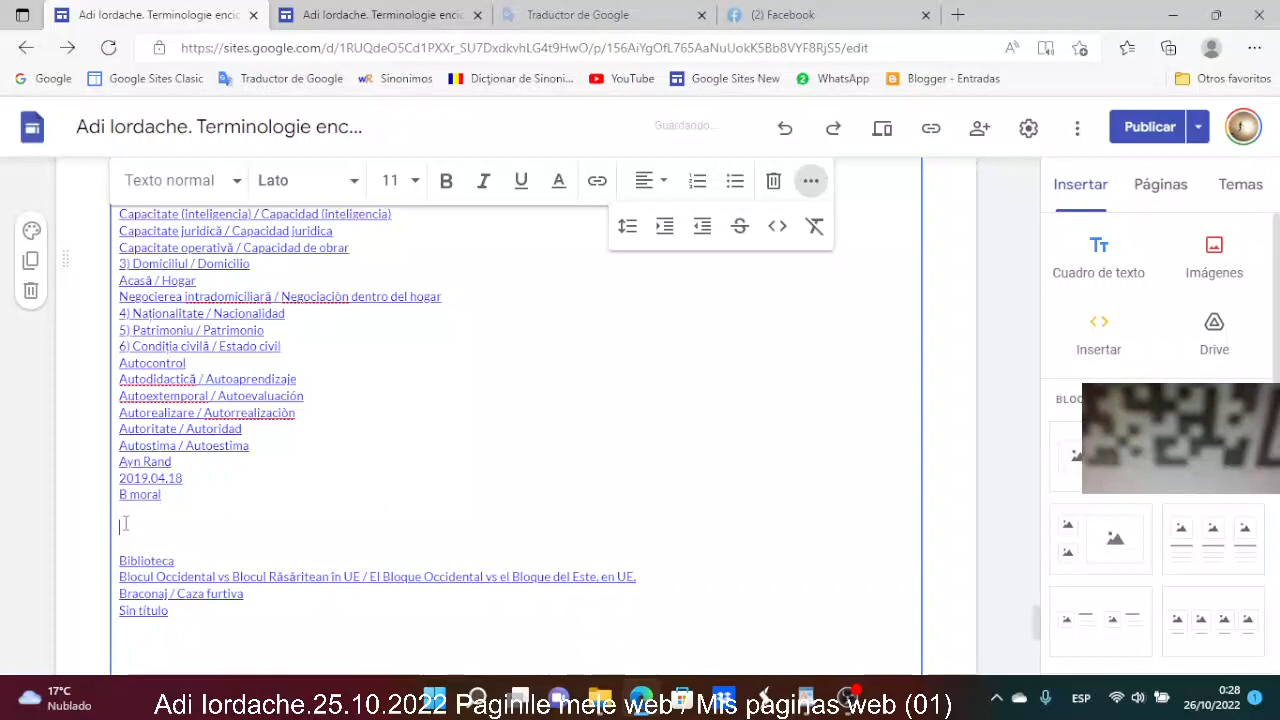 Adi Iordache. Terminologie encic
Adi Iordache. Terminologie encic
Traductor de Google
(2) Facebook
https://sites.google.com/d/1RUQdeO5Cd1PXXr_SU7DxdkvhLG4t9HwO/p/156AiYgOfL765AaNuUokK5Bb8VYF8RjS5/edit
Google
Google Sites Clasic
Traductor de Google
Sinonimos
Dicționar de Sinoni...
YouTube
Google Sites New
WhatsApp
Blogger - Entradas
Otros favoritos
Adi Iordache. Terminologie enc...
Guardando...
Publicar
Texto normal
Lato
11
Insertar
Páginas
Temas
Capacitate (inteligencia) / Capacidad (inteligencia)
Capacitate juridică / Capacidad juridica
Capacitate operativă / Capacidad de obrar
3) Domiciliul / Domicilio
Acasă / Hogar
Negocierea intradomiciliară / Negociaciòn dentro del hogar
4) Naționalitate / Nacionalidad
5) Patrimoniu / Patrimonio
6) Condiția civilă / Estado civil
Autocontrol
Autodidactică / Autoaprendizaje
Autoextemporal / Autoevaluación
Autorealizare / Autorrealizaciòn
Autoritate / Autoridad
Autostima / Autoestima
Ayn Rand
2019.04.18
B moral
Biblioteca
Blocul Occidental vs Blocul Răsăritean în UE / El Bloque Occidental vs el Bloque del Este, en UE.
Braconaj / Caza furtiva
Sin título
Cuadro de texto
Imágenes
Insertar
Drive
BLOC
17°C
Nublado
ESP
0:28
26/10/2022
Adi Iordache.25.10.2022 Paginile mele web / Mis páginas web (01)